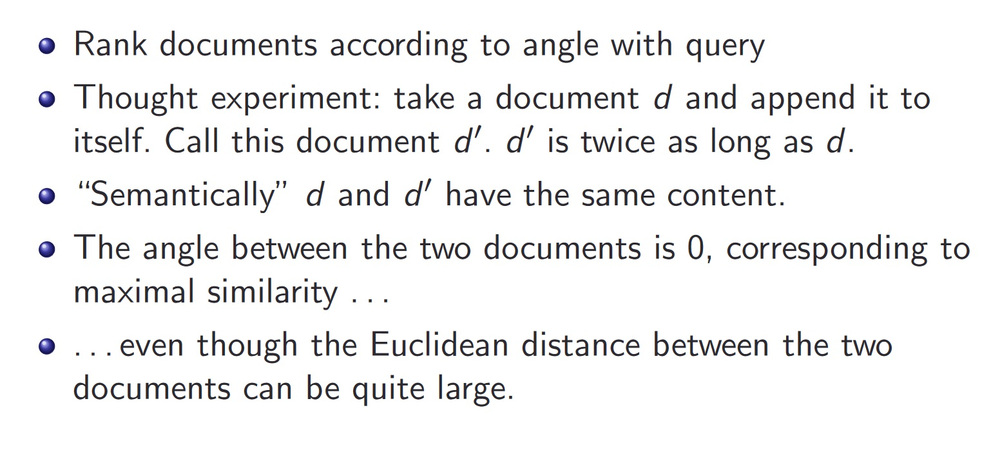 Rank documents according to angle with query
Thought experiment: take a document d and append it to
itself. Call this document d′. d′ is twice as long as d.
“Semantically” d and d′ have the same content.
The angle between the two documents is 0, corresponding to
maximal similarity . . .
. . . even though the Euclidean distance between the two
documents can be quite large.